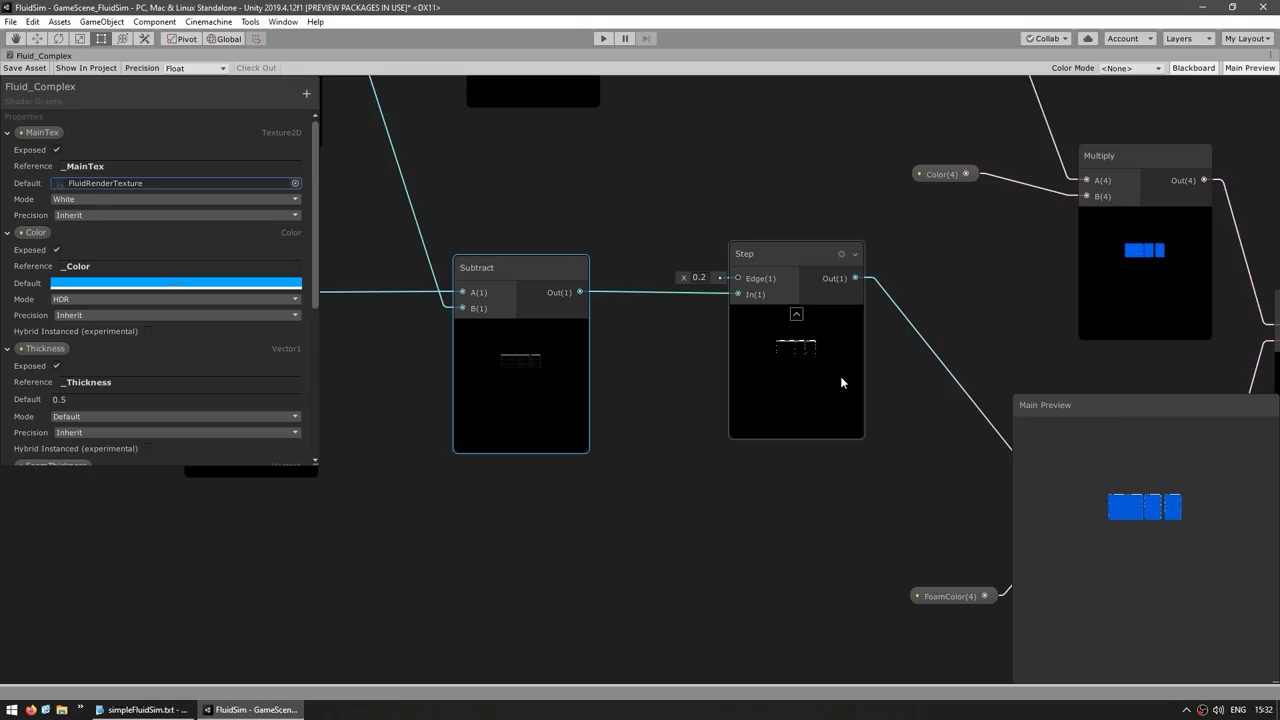 FluidSim - GameScene_FluidSim - PC, Mac & Linux Standalone - Unity 2019.4.12f1 [PREVIEW PACKAGES IN USE]* <DX11>
File Edit Assets GameObject Component Cinemachine Tools Window Help
Pivot Global Collab Account Layers My Layout
Fluid_Complex
Save Asset Show In Project Precision Float Check Out Color Mode <None> Blackboard Main Preview
Fluid_Complex
Shader Graphs
Properties
MainTex Texture2D
Exposed
Reference _MainTex
Default FluidRenderTexture
Mode White
Precision Inherit
Color Color
Exposed
Reference _Color
Default
Mode HDR
Precision Inherit
Hybrid Instanced (experimental)
Thickness Vector1
Exposed
Reference _Thickness
Default 0.5
Mode Default
Precision Inherit
Hybrid Instanced (experimental)
Subtract
A(1) Out(1)
B(1)
Step
X 0.2 Edge(1) Out(1)
In(1)
Color(4)
Multiply
A(4) Out(4)
B(4)
Main Preview
FoamColor(4)
simpleFluidSim.txt - ... FluidSim - GameScen... ENG 15:32